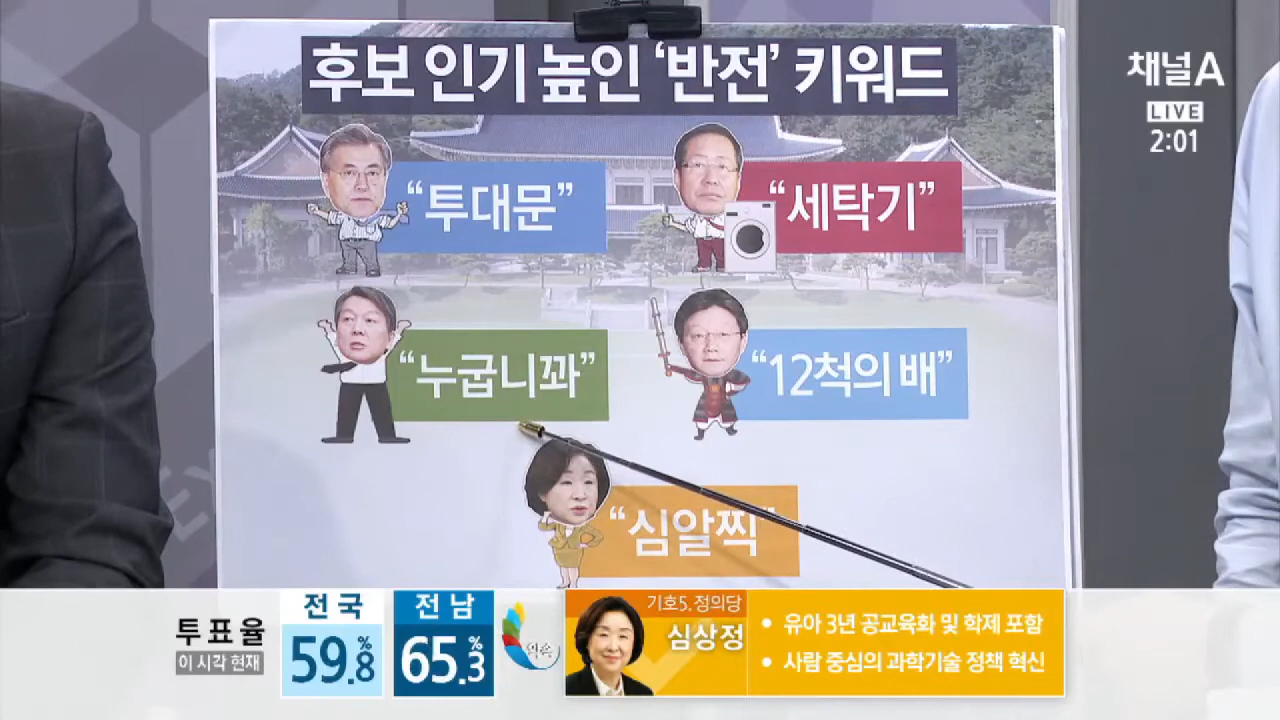 후보 인기 높인 ‘반전’ 키워드
채널A
LIVE
2:01
“투대문”
“세탁기”
“누굽니꽈”
“12척의 배”
“심알찍”
투표율
이 시각 현재
전국
59.8%
전남
65.3%
기호5. 정의당
심상정
• 유아 3년 공교육화 및 학제 포함
• 사람 중심의 과학기술 정책 혁신